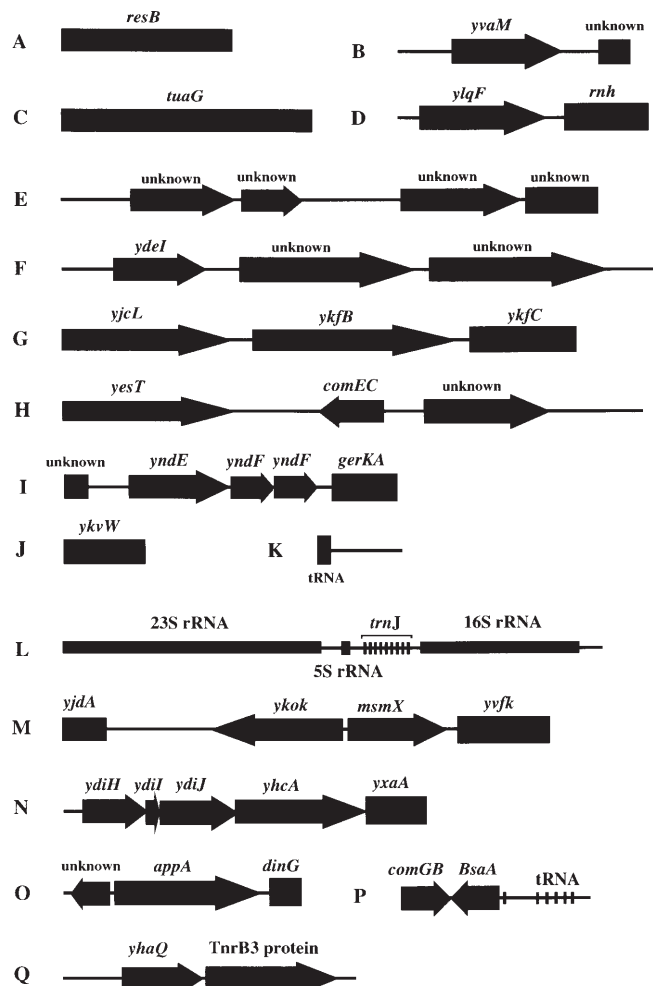 A resB
B yvaM unknown
C tuaG
D ylqF rnh
E unknown unknown unknown unknown
F ydeI unknown unknown
G yjcL ykfB ykfC
H yesT comEC unknown
I unknown yndE yndF yndF gerKA
J ykvW
K tRNA
L 23S rRNA 5S rRNA trnJ 16S rRNA
M yjdA ykok msmX yvfk
N ydiH ydiI ydiJ yhcA yxaA
O unknown appA dinG
P comGB BsaA tRNA
Q yhaQ TnrB3 protein